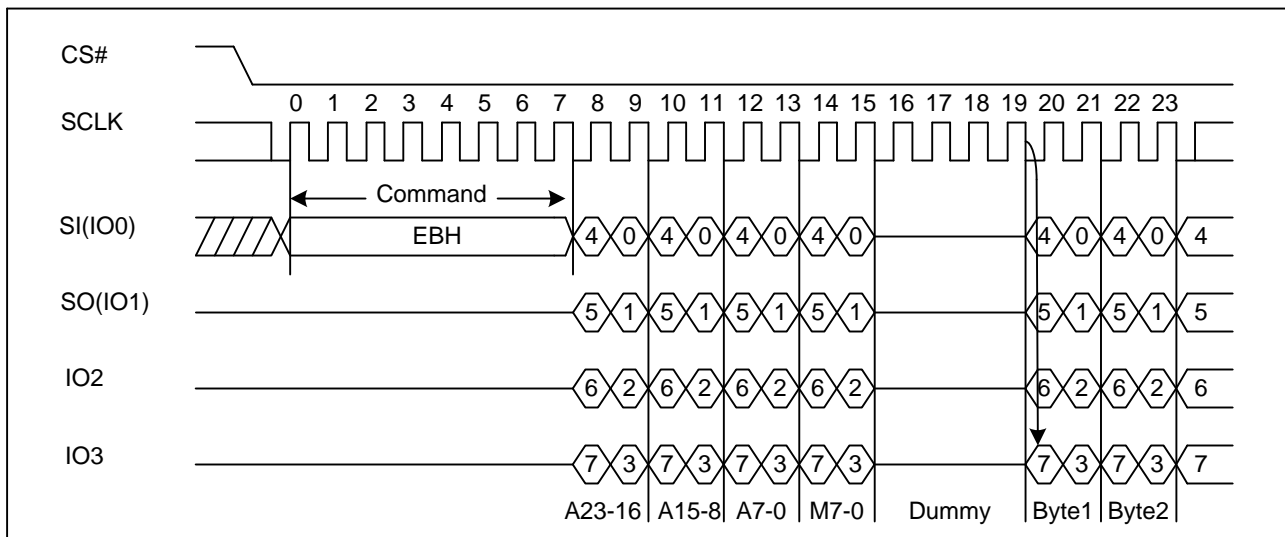 CS#
0 1 2 3 4 5 6 7 8 9 10 11 12 13 14 15 16 17 18 19 20 21 22 23
SCLK
Command
SI(IO0) EBH 4 0 4 0 4 0 4 0 4 0 4 0 4
SO(IO1) 5 1 5 1 5 1 5 1 5 1 5 1 5
IO2 6 2 6 2 6 2 6 2 6 2 6 2 6
IO3 7 3 7 3 7 3 7 3 7 3 7 3 7
A23-16 A15-8 A7-0 M7-0 Dummy Byte1 Byte2